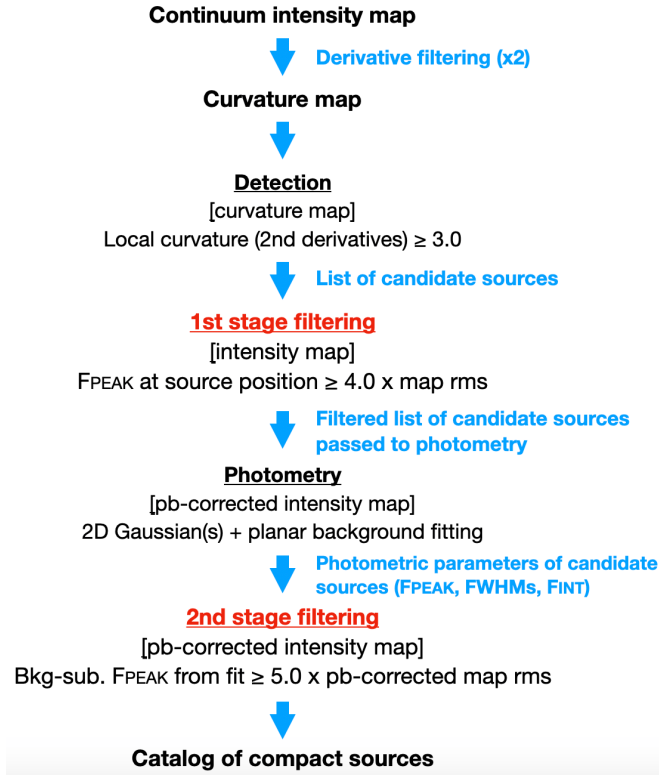 Continuum intensity map
Derivative filtering (x2)
Curvature map
Detection
[curvature map]
Local curvature (2nd derivatives) ≥ 3.0
List of candidate sources
1st stage filtering
[intensity map]
FPEAK at source position ≥ 4.0 x map rms
Filtered list of candidate sources
passed to photometry
Photometry
[pb-corrected intensity map]
2D Gaussian(s) + planar background fitting
Photometric parameters of candidate
sources (FPEAK, FWHMs, FINT)
2nd stage filtering
[pb-corrected intensity map]
Bkg-sub. FPEAK from fit ≥ 5.0 x pb-corrected map rms
Catalog of compact sources